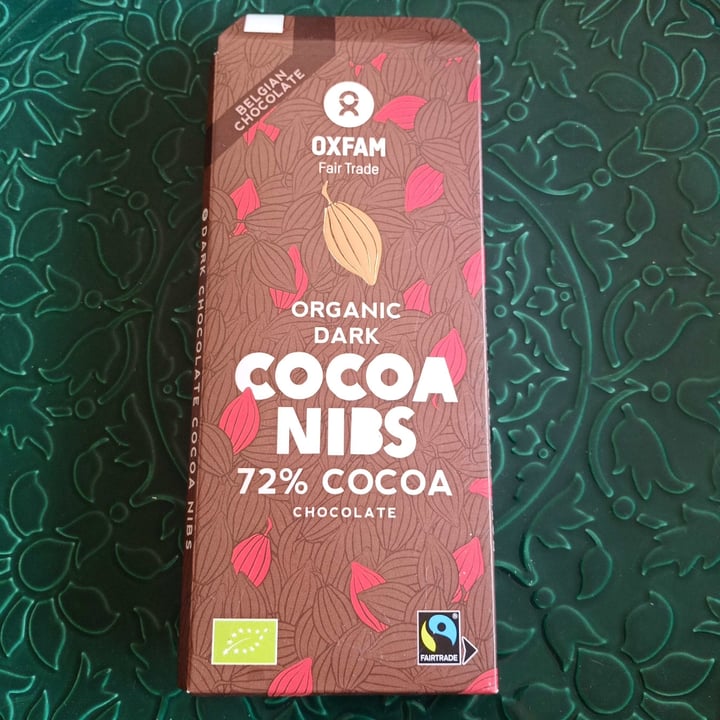 BELGIAN
CHOCOLATE
OXFAM
Fair Trade
ORGANIC
DARK
COCOA
NIBS
72% COCOA
CHOCOLATE
FAIRTRADE
DARK CHOCOLATE COCOA NIBS